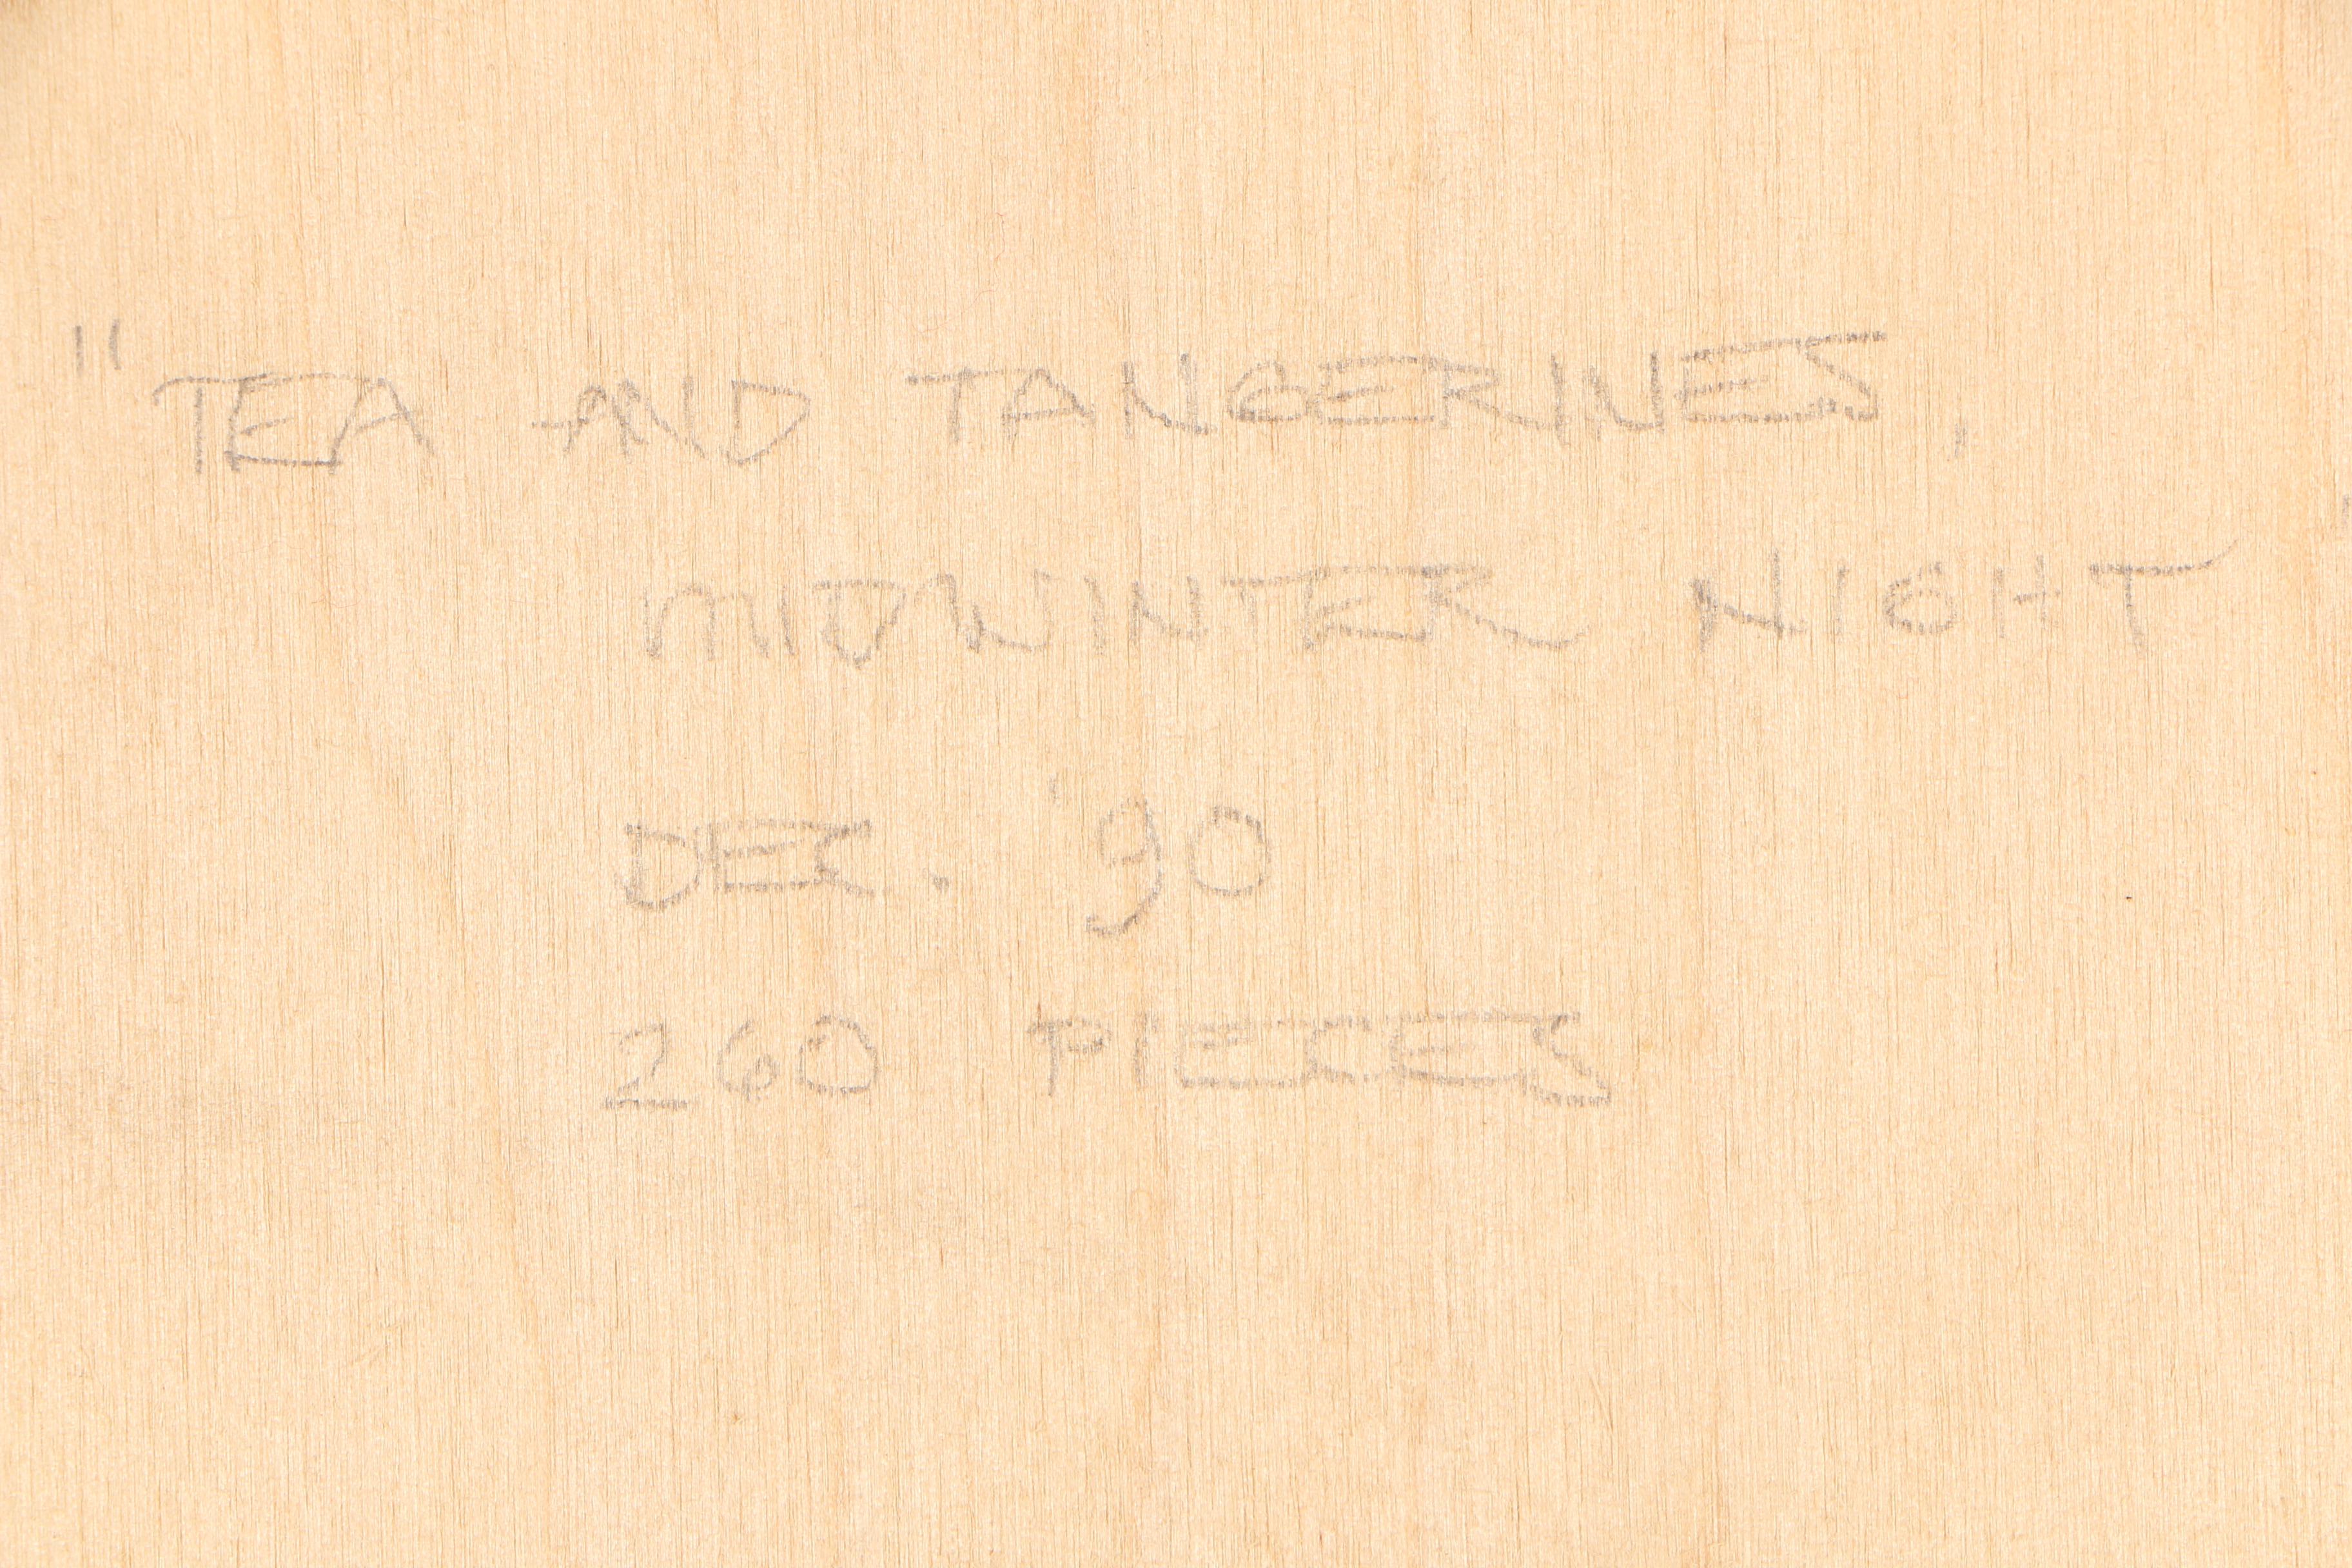 "TEA AND TANGERINES,
MIDWINTER NIGHT
DEC. '90
260 PIECES